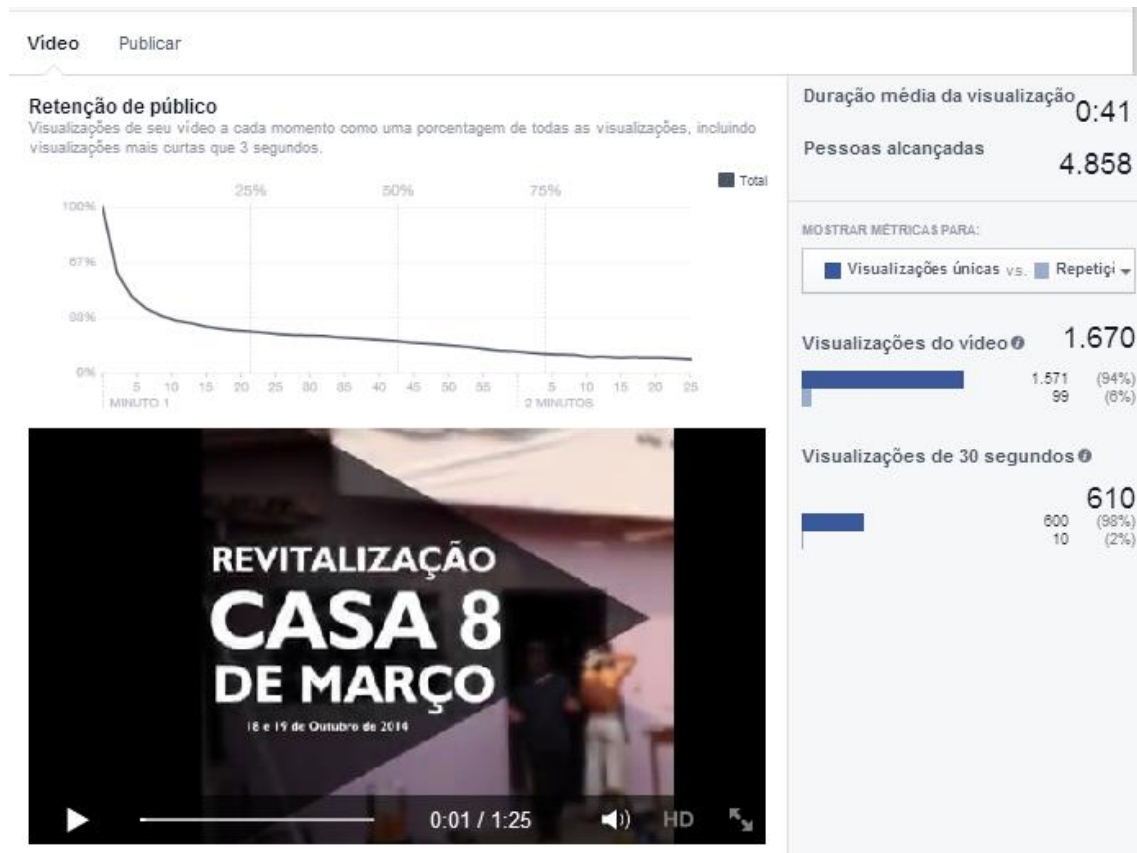 Vídeo Publicar
Retenção de público
Visualizações de seu vídeo a cada momento como uma porcentagem de todas as visualizações, incluindo
visualizações mais curtas que 3 segundos.
Total
25% 50% 75%
100%
67%
33%
0%
5 10 15 20 25 30 35 40 45 50 55 5 10 15 20 25
MINUTO 1 2 MINUTOS
REVITALIZAÇÃO
CASA 8
DE MARÇO
18 e 19 de Outubro de 2014
0:01 / 1:25 HD
Duração média da visualização 0:41
Pessoas alcançadas 4.858
MOSTRAR MÉTRICAS PARA:
Visualizações únicas vs. Repetiçi
Visualizações do vídeo 1.670
1.571 (94%)
99 (6%)
Visualizações de 30 segundos
610
600 (98%)
10 (2%)